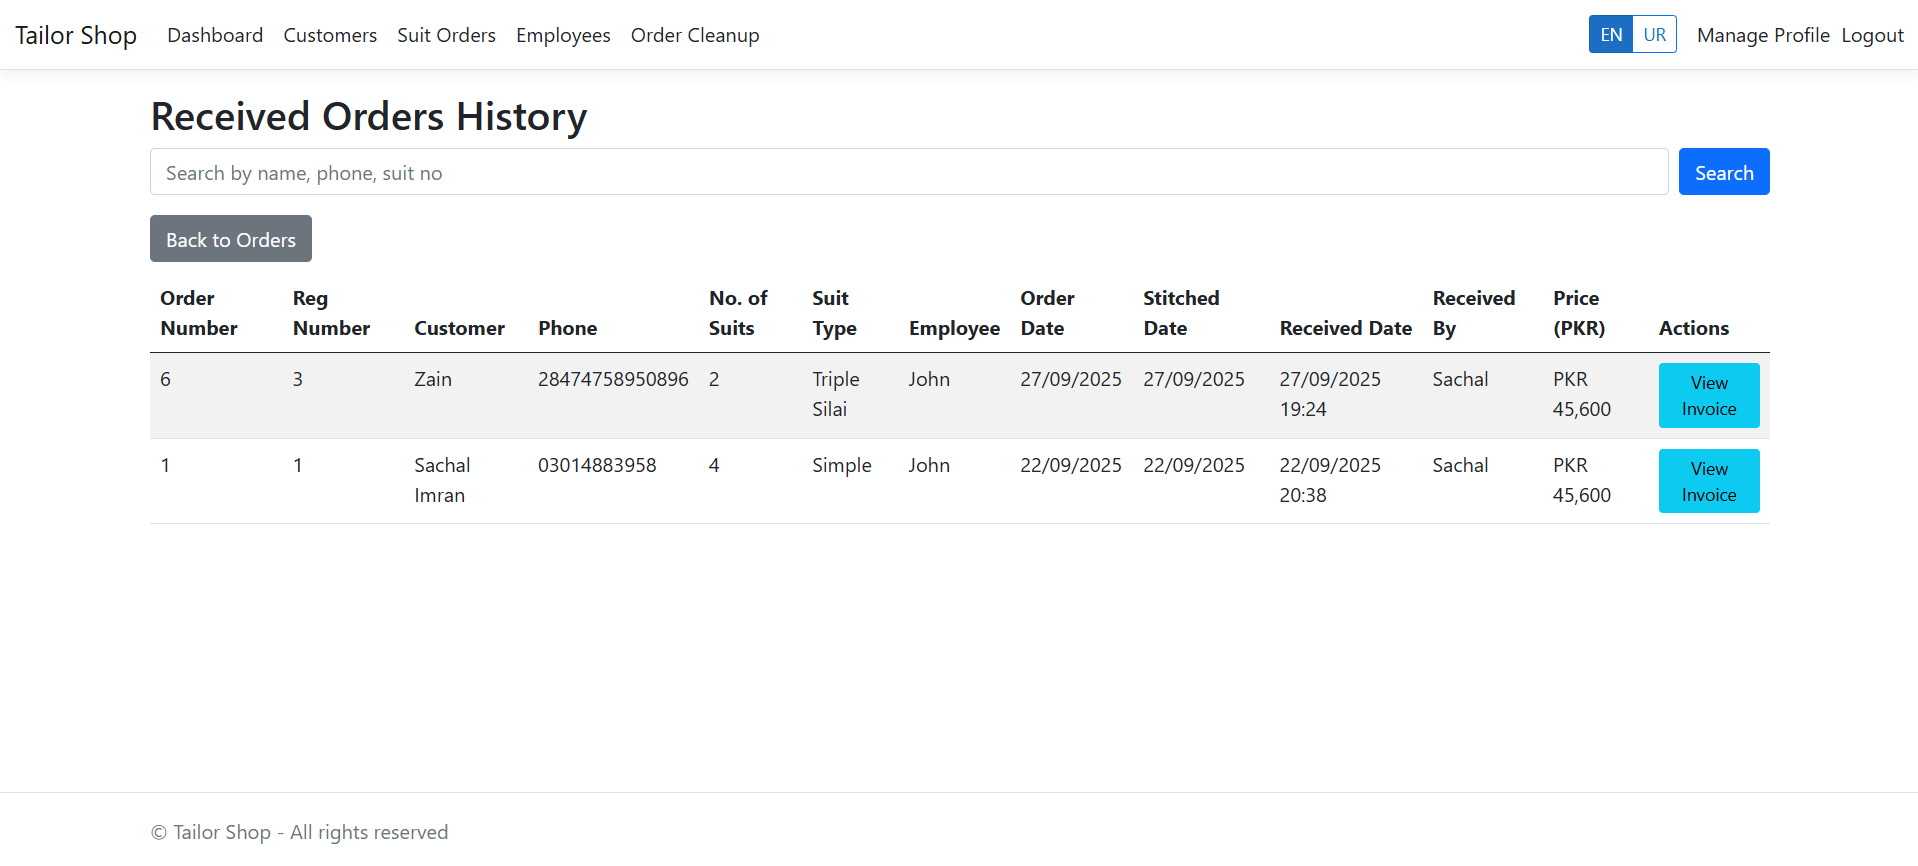 Tailor Shop Dashboard Customers Suit Orders Employees Order Cleanup EN UR Manage Profile Logout
Received Orders History
Search by name, phone, suit no Search
Back to Orders
Order Number Reg Number Customer Phone No. of Suits Suit Type Employee Order Date Stitched Date Received Date Received By Price (PKR) Actions
6 3 Zain 28474758950896 2 Triple Silai John 27/09/2025 27/09/2025 27/09/2025 19:24 Sachal PKR 45,600 View Invoice
1 1 Sachal Imran 03014883958 4 Simple John 22/09/2025 22/09/2025 22/09/2025 20:38 Sachal PKR 45,600 View Invoice
© Tailor Shop - All rights reserved